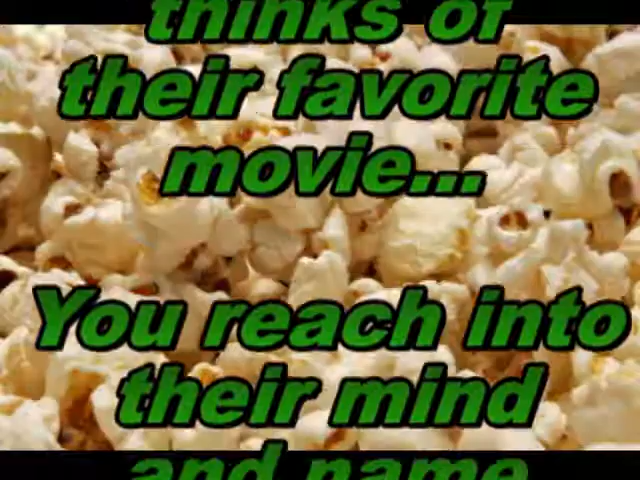 thinks of
their favorite
movie...
You reach into
their mind
and name